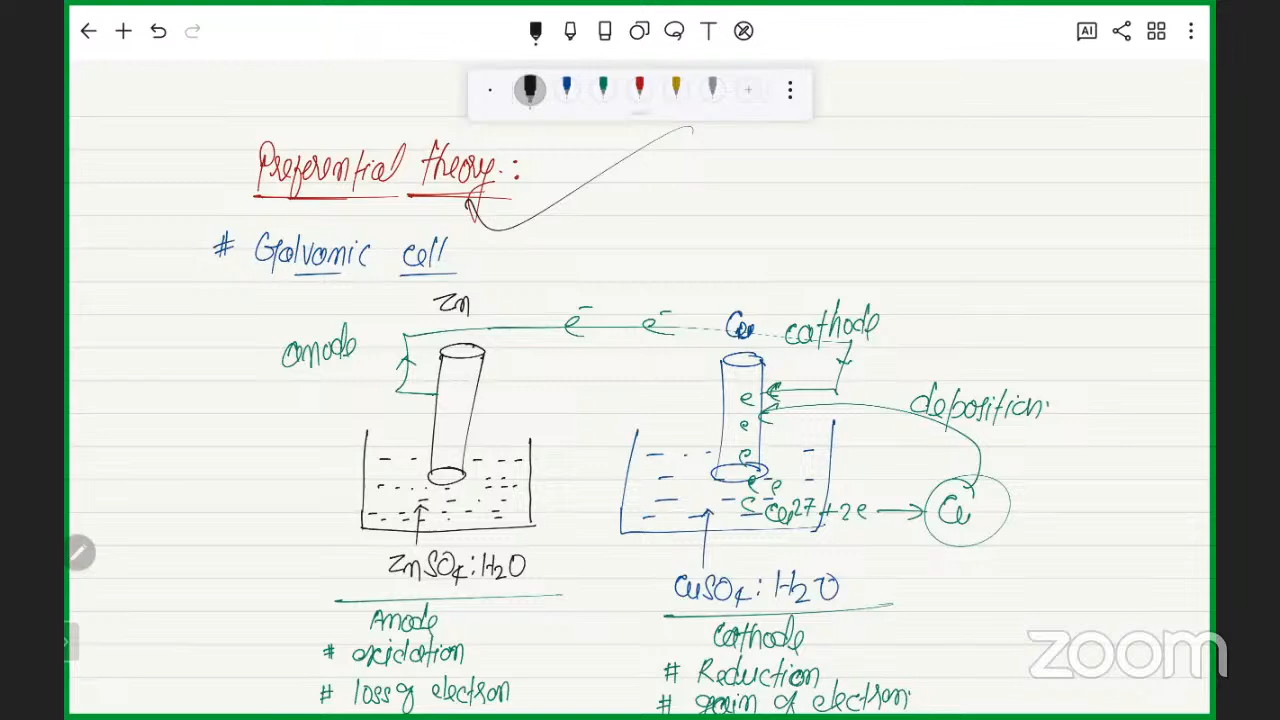 Preferential theory:
# Galvanic cell
Zn
e⁻ e⁻
Cu
cathode
anode
e
deposition.
e
e
e e
Cu²⁺ + 2e → Cu
ZnSO₄:H₂O
CuSO₄:H₂O
Anode
Cathode
# oxidation
# Reduction
# loss of electron
# gain of electron
AI
T
zoom